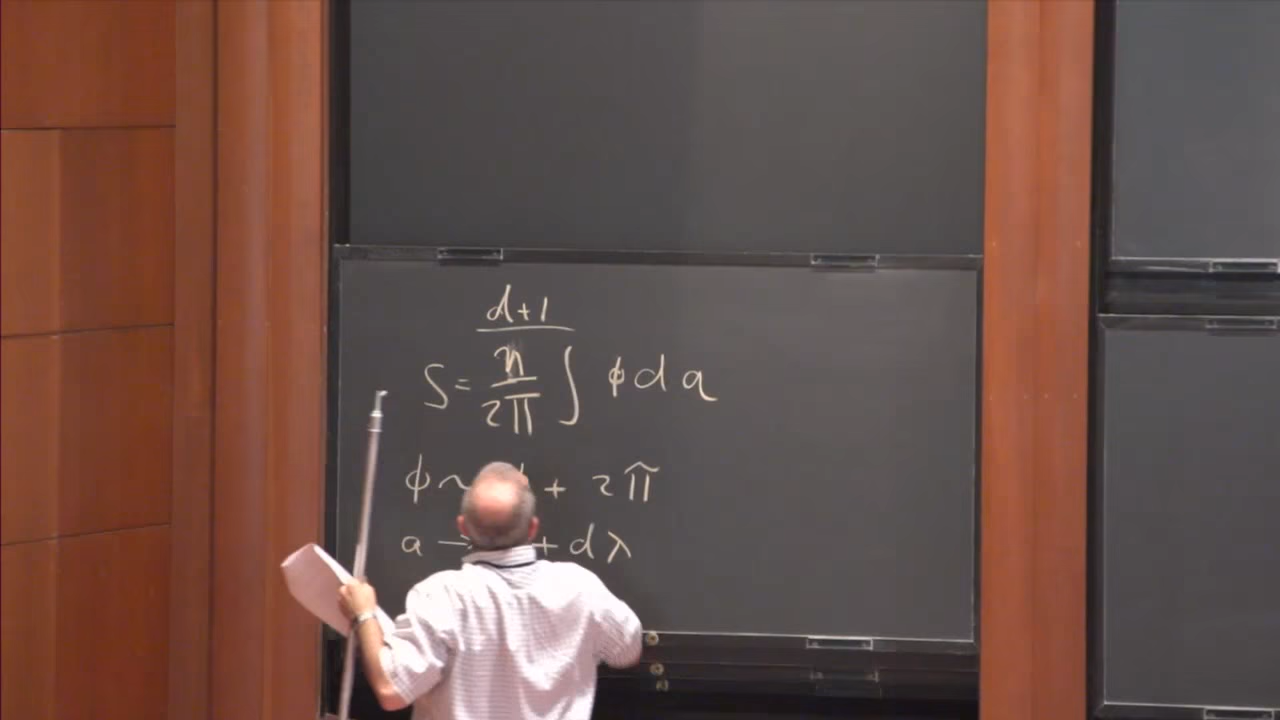 d+1
S = n/2π ∫ φ d a
φ ~ + 2π
a → + dλ